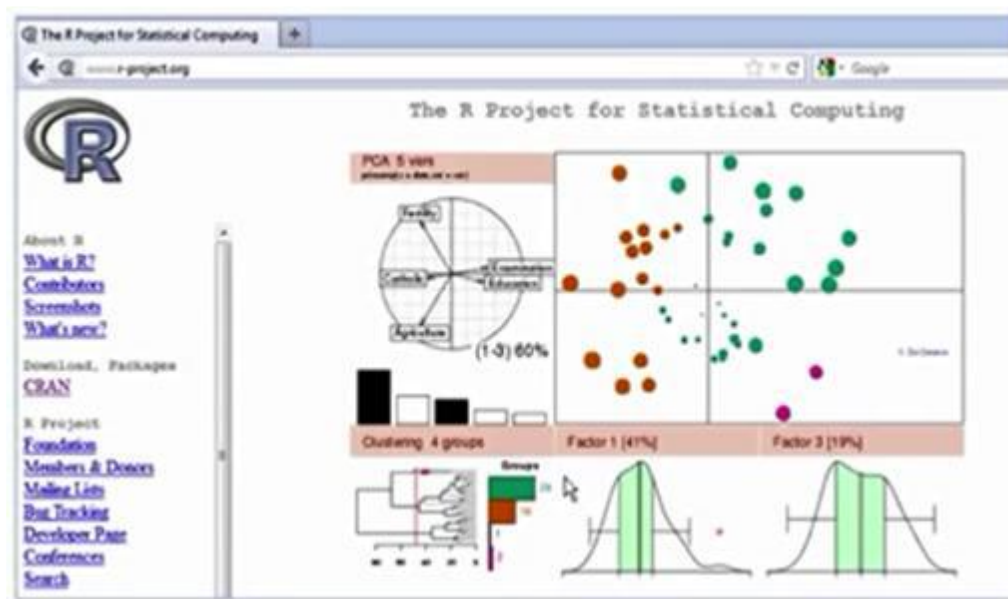 The R Project for Statistical Computing
www.r-project.org
Google
The R Project for Statistical Computing
R
About R
What is R?
Contributors
Screenshots
What's new?
Download, Packages
CRAN
R Project
Foundation
Members & Donors
Mailing Lists
Bug Tracking
Developer Page
Conferences
Search
PCA 5 vars
Fertility
Catholic
Examination
Education
Agriculture
(1-3) 60%
Clustering 4 groups
Factor 1 [41%]
Factor 3 [19%]
Groups